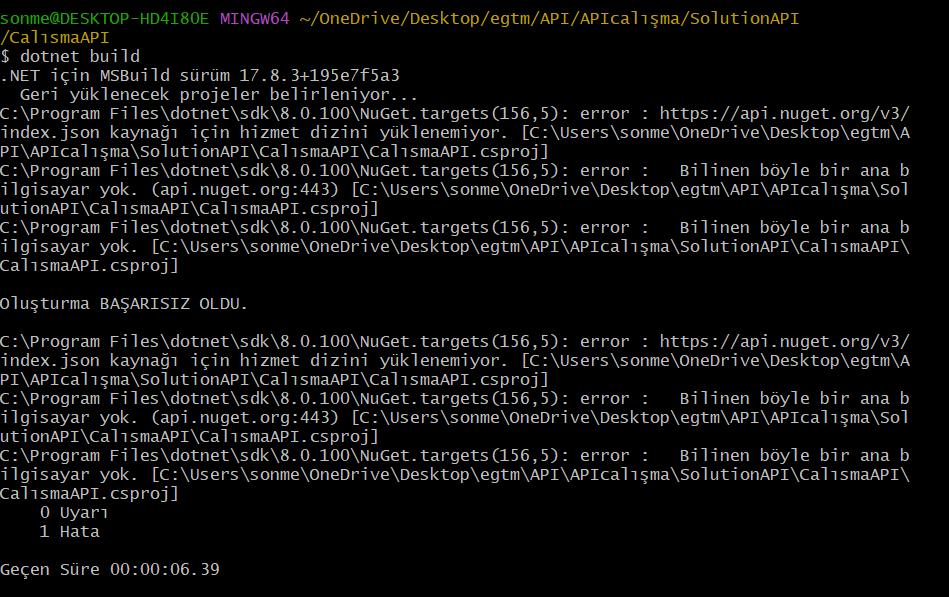 sonme@DESKTOP-HD4I8OE MINGW64 ~/OneDrive/Desktop/egtm/API/APIcalışma/SolutionAPI
/CalısmaAPI
$ dotnet build
.NET için MSBuild sürüm 17.8.3+195e7f5a3
  Geri yüklenecek projeler belirleniyor...
C:\Program Files\dotnet\sdk\8.0.100\NuGet.targets(156,5): error : https://api.nuget.org/v3/
index.json kaynağı için hizmet dizini yüklenemiyor. [C:\Users\sonme\OneDrive\Desktop\egtm\A
PI\APIcalışma\SolutionAPI\CalısmaAPI\CalısmaAPI.csproj]
C:\Program Files\dotnet\sdk\8.0.100\NuGet.targets(156,5): error :   Bilinen böyle bir ana b
ilgisayar yok. (api.nuget.org:443) [C:\Users\sonme\OneDrive\Desktop\egtm\API\APIcalışma\Sol
utionAPI\CalısmaAPI\CalısmaAPI.csproj]
C:\Program Files\dotnet\sdk\8.0.100\NuGet.targets(156,5): error :   Bilinen böyle bir ana b
ilgisayar yok. [C:\Users\sonme\OneDrive\Desktop\egtm\API\APIcalışma\SolutionAPI\CalısmaAPI\
CalısmaAPI.csproj]
Oluşturma BAŞARISIZ OLDU.
C:\Program Files\dotnet\sdk\8.0.100\NuGet.targets(156,5): error : https://api.nuget.org/v3/
index.json kaynağı için hizmet dizini yüklenemiyor. [C:\Users\sonme\OneDrive\Desktop\egtm\A
PI\APIcalışma\SolutionAPI\CalısmaAPI\CalısmaAPI.csproj]
C:\Program Files\dotnet\sdk\8.0.100\NuGet.targets(156,5): error :   Bilinen böyle bir ana b
ilgisayar yok. (api.nuget.org:443) [C:\Users\sonme\OneDrive\Desktop\egtm\API\APIcalışma\Sol
utionAPI\CalısmaAPI\CalısmaAPI.csproj]
C:\Program Files\dotnet\sdk\8.0.100\NuGet.targets(156,5): error :   Bilinen böyle bir ana b
ilgisayar yok. [C:\Users\sonme\OneDrive\Desktop\egtm\API\APIcalışma\SolutionAPI\CalısmaAPI\
CalısmaAPI.csproj]
    0 Uyarı
    1 Hata
Geçen Süre 00:00:06.39